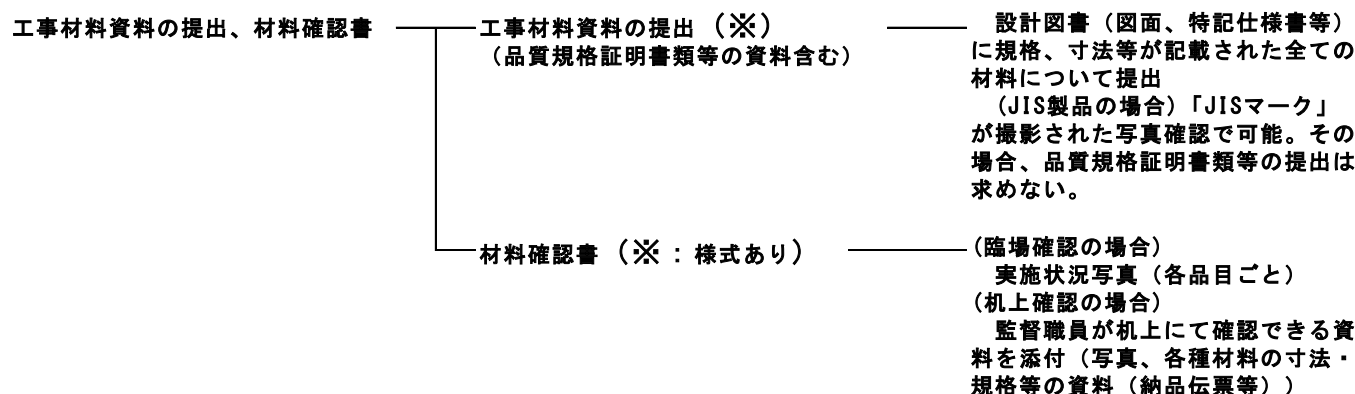 工事材料資料の提出、材料確認書
工事材料資料の提出（※）
（品質規格証明書類等の資料含む）
設計図書（図面、特記仕様書等）
に規格、寸法等が記載された全ての
材料について提出
（JIS製品の場合）「JISマーク」
が撮影された写真確認で可能。その
場合、品質規格証明書類等の提出は
求めない。
材料確認書（※：様式あり）
（臨場確認の場合）
実施状況写真（各品目ごと）
（机上確認の場合）
監督職員が机上にて確認できる資
料を添付（写真、各種材料の寸法・
規格等の資料（納品伝票等））